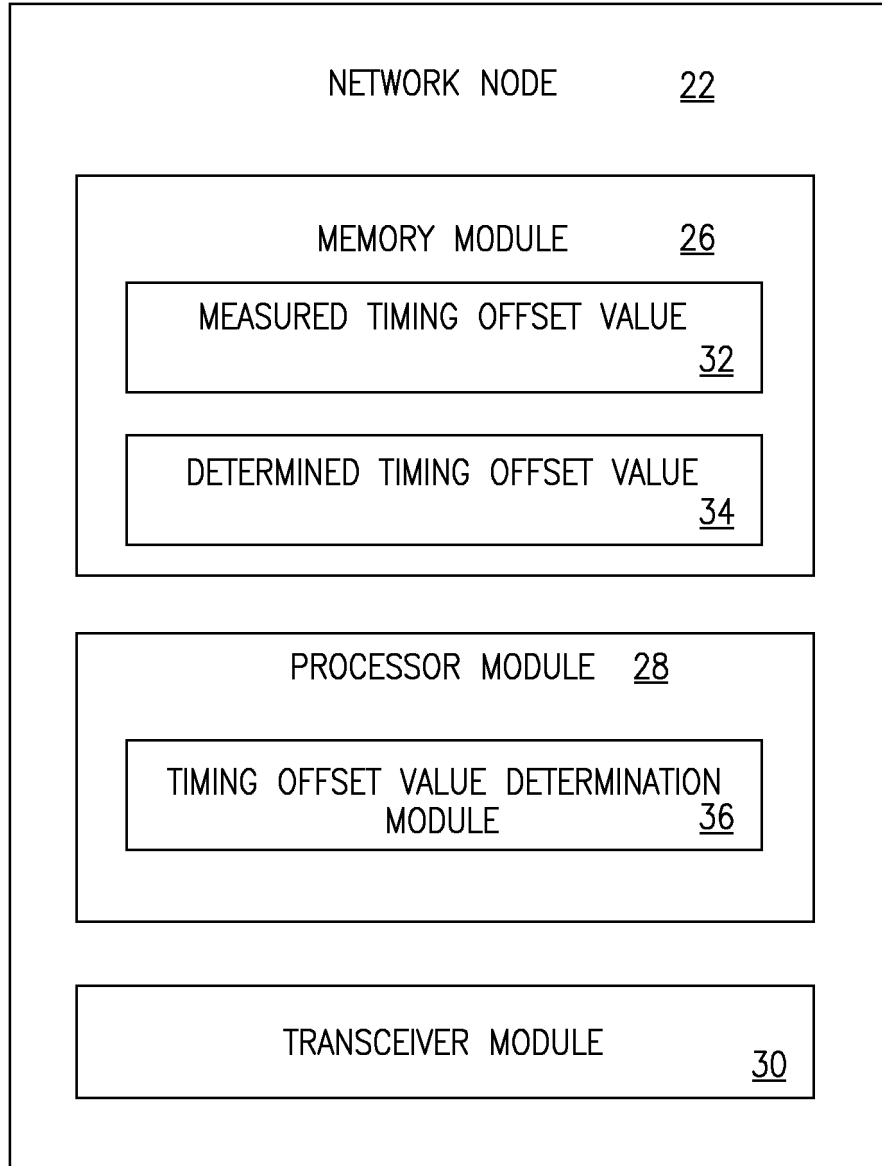 NETWORK NODE 22
MEMORY MODULE 26
MEASURED TIMING OFFSET VALUE
32
DETERMINED TIMING OFFSET VALUE
34
PROCESSOR MODULE 28
TIMING OFFSET VALUE DETERMINATION
MODULE 36
TRANSCEIVER MODULE
30